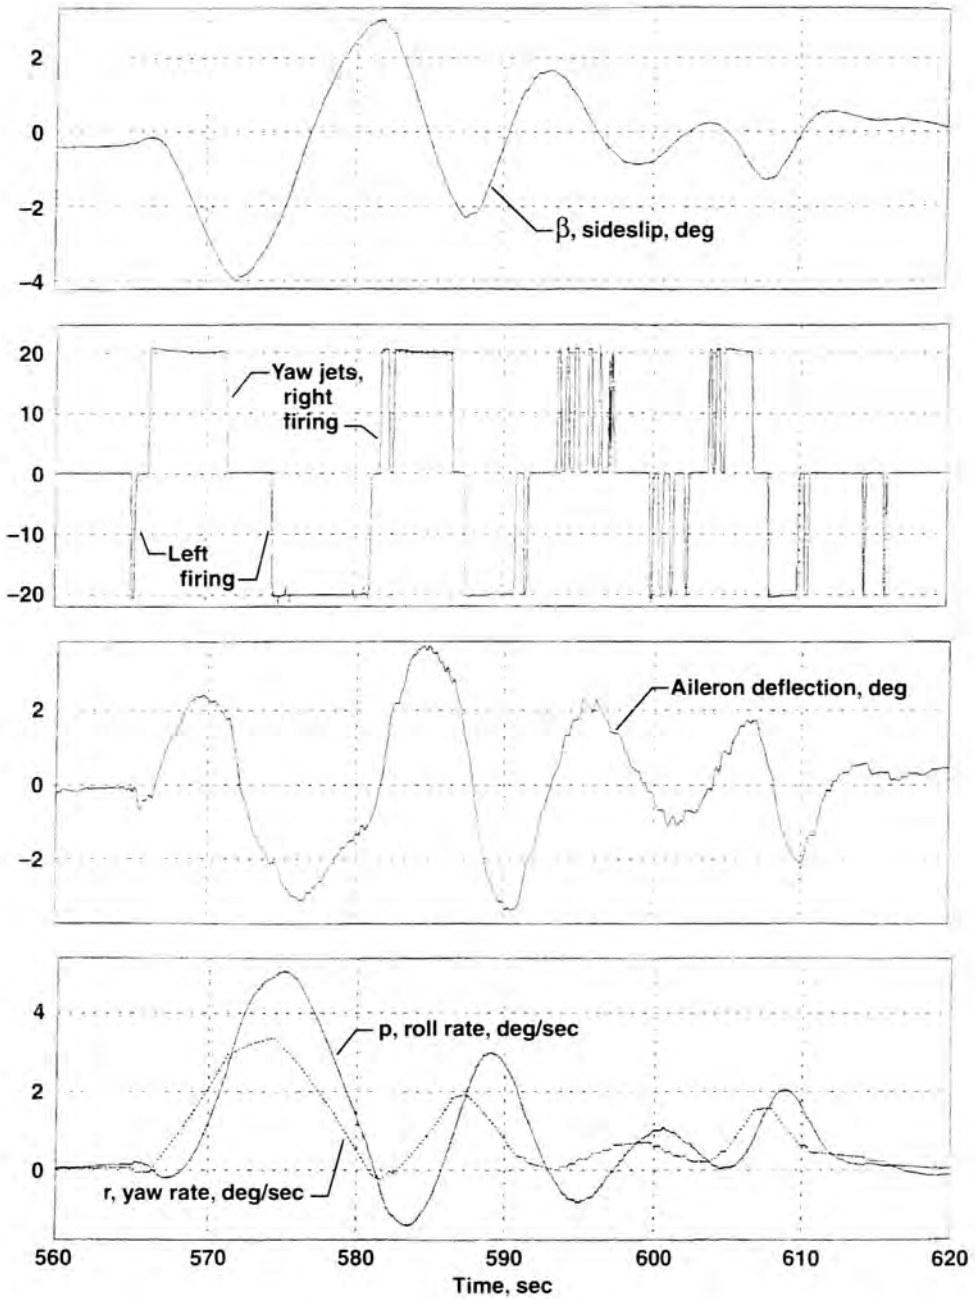 2
0
−2
−4
β, sideslip, deg
20
10
0
−10
−20
Yaw jets,
right
firing
Left
firing
2
0
−2
Aileron deflection, deg
4
2
0
p, roll rate, deg/sec
r, yaw rate, deg/sec
560 570 580 590 600 610 620
Time, sec